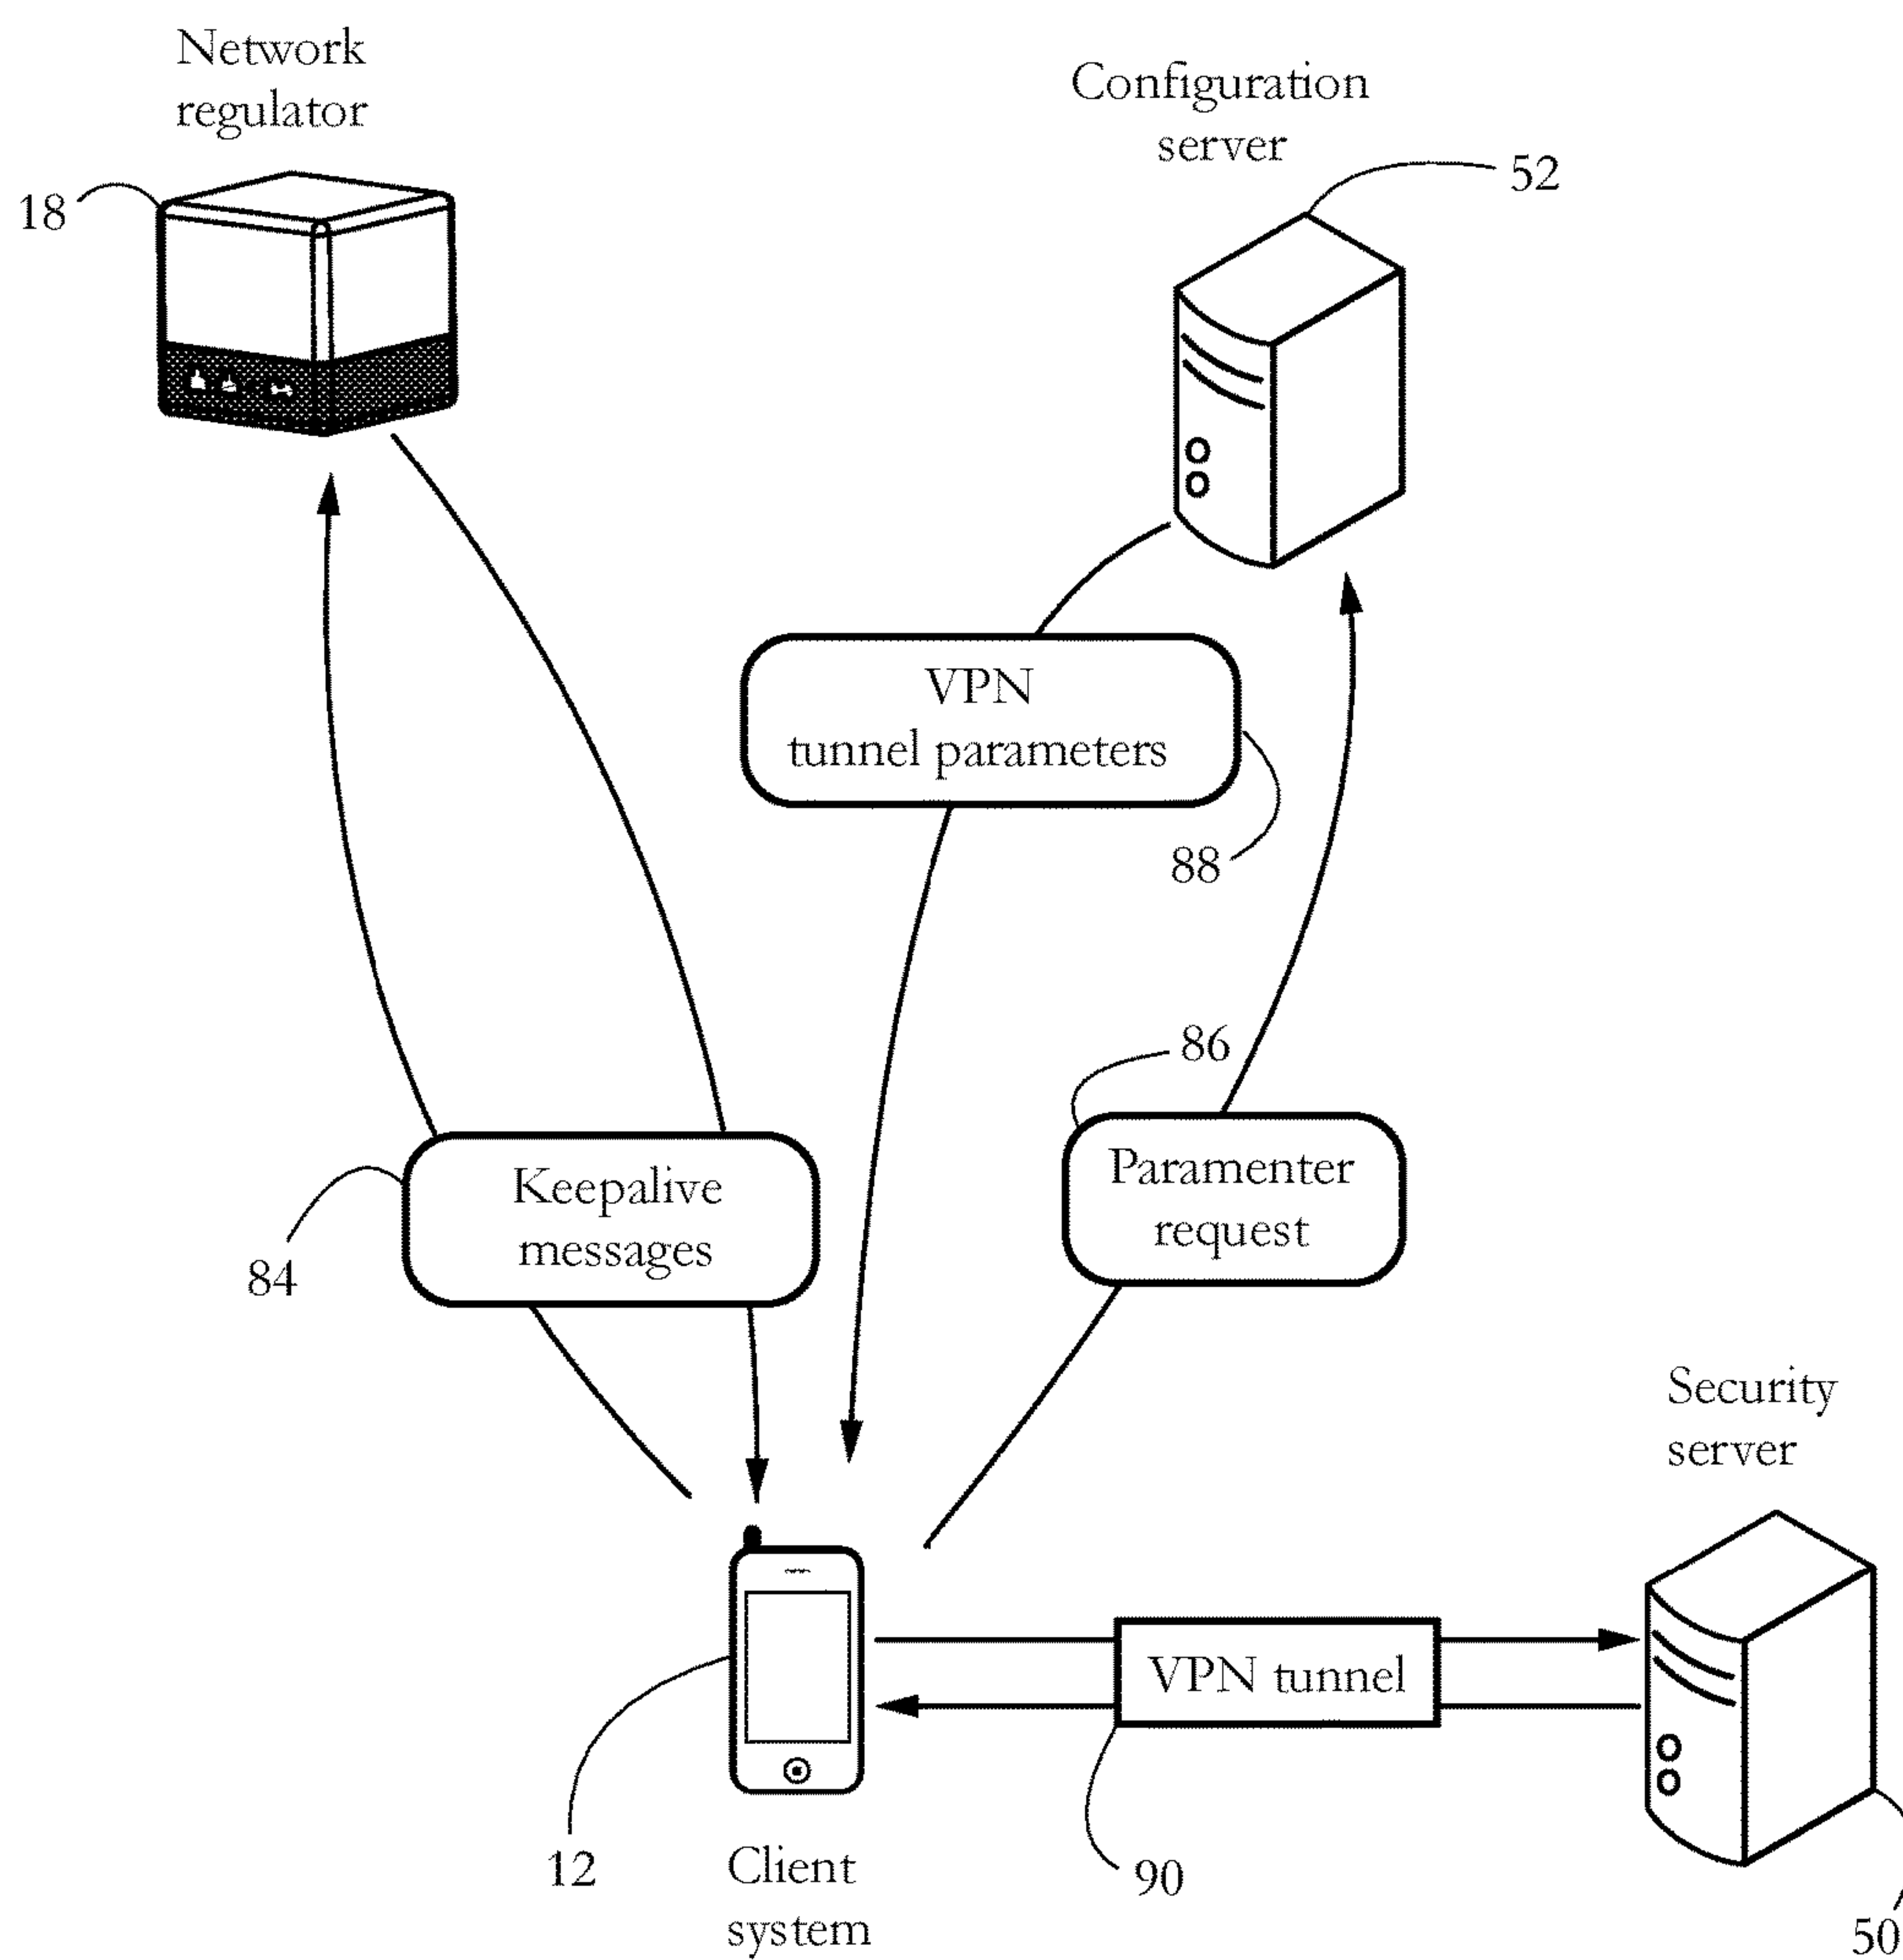 Network
regulator
18
Configuration
server
52
VPN
tunnel parameters
88
86
Paramenter
request
Keepalive
messages
84
Security
server
VPN tunnel
12
Client
system
90
50